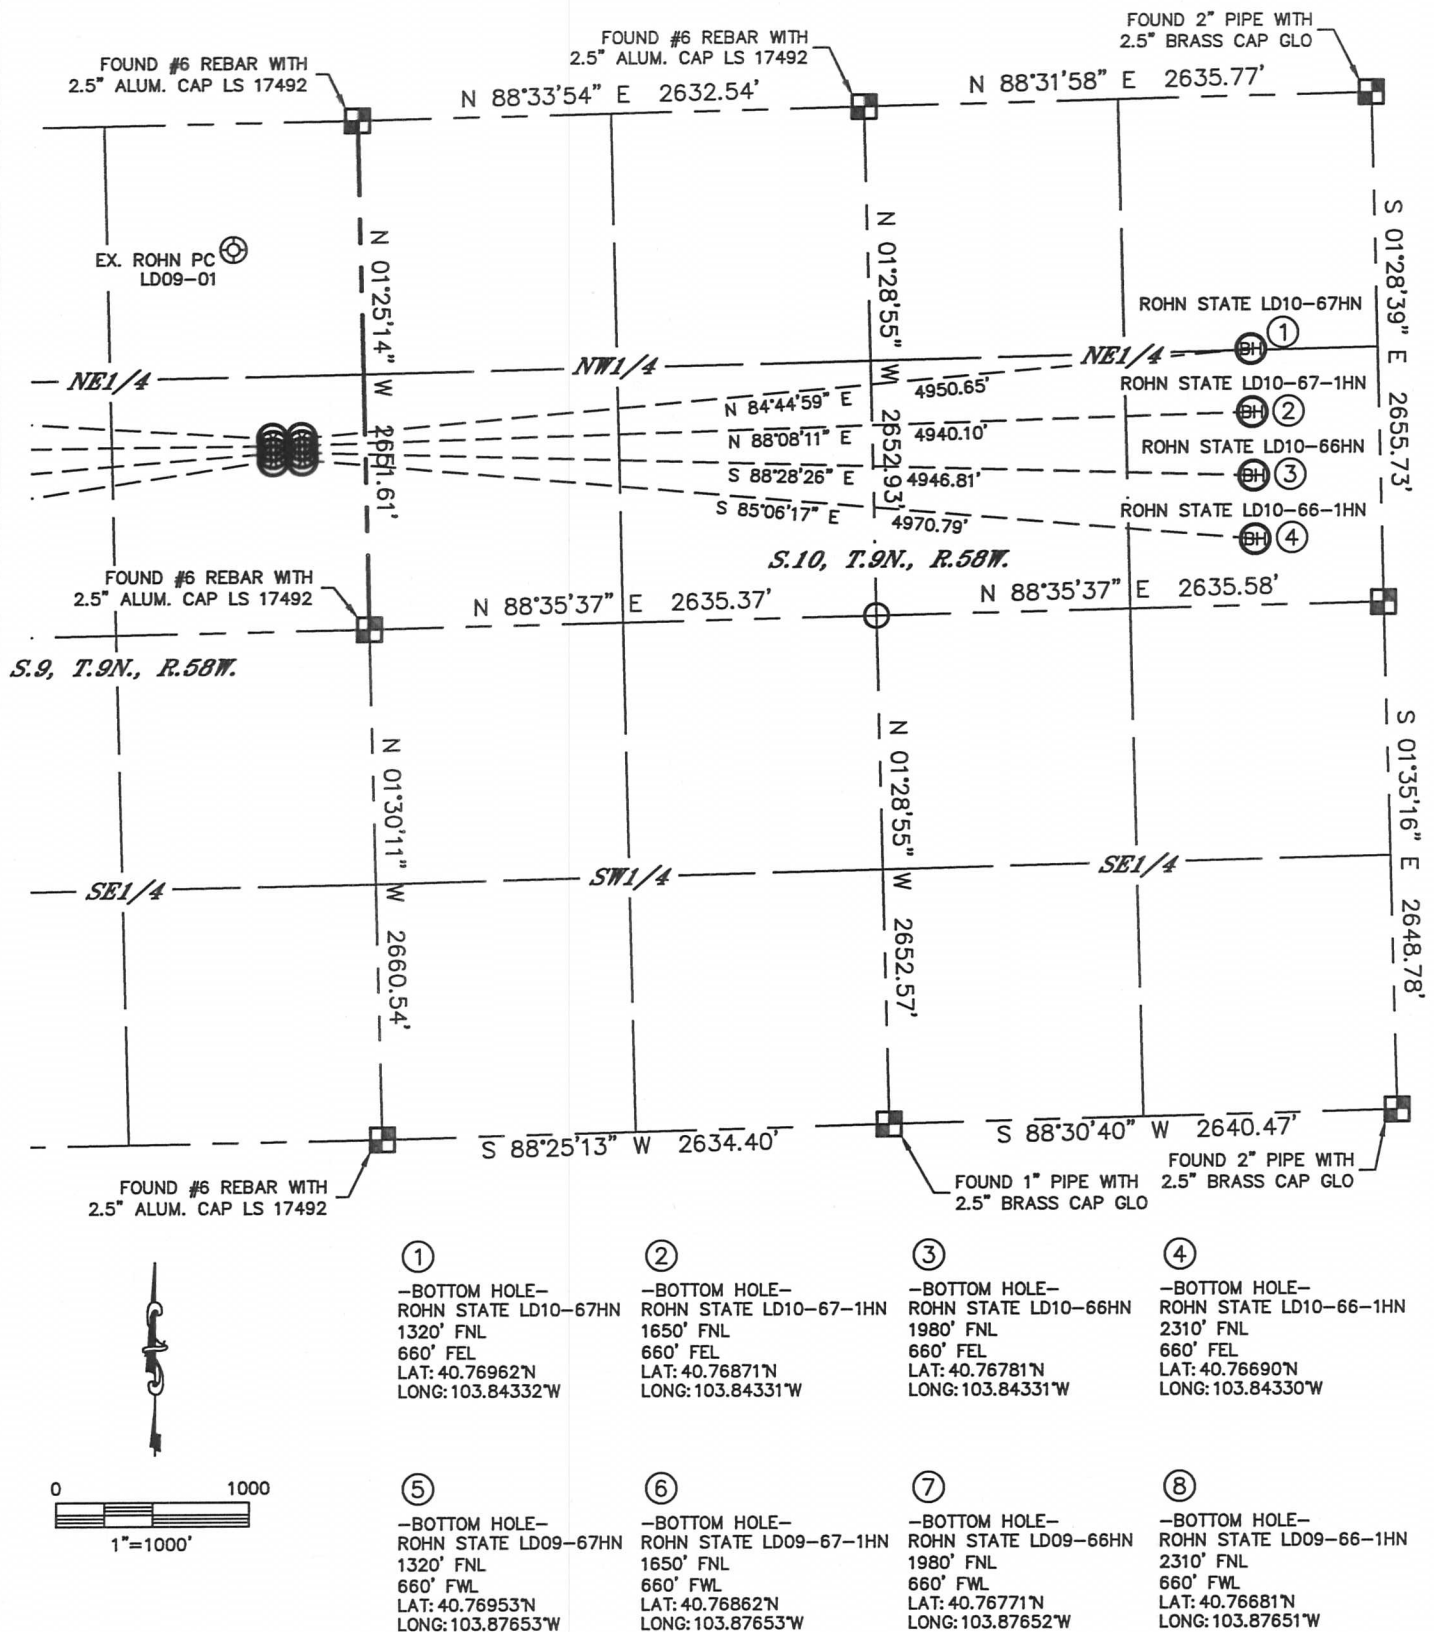 FOUND #6 REBAR WITH
2.5" ALUM. CAP LS 17492
FOUND #6 REBAR WITH
2.5" ALUM. CAP LS 17492
FOUND 2" PIPE WITH
2.5" BRASS CAP GLO
N 88°33'54" E 2632.54'
N 88°31'58" E 2635.77'
EX. ROHN PC
LD09-01
N 01°25'14" W 2651.61'
N 01°28'55" W 2652.93'
S 01°28'39" E 2655.73'
ROHN STATE LD10-67HN
BH 1
NE1/4
NW1/4
NE1/4
N 84°44'59" E 4950.65'
ROHN STATE LD10-67-1HN
BH 2
N 88°08'11" E 4940.10'
ROHN STATE LD10-66HN
BH 3
S 88°28'26" E 4946.81'
ROHN STATE LD10-66-1HN
BH 4
S 85°06'17" E 4970.79'
S.10, T.9N., R.58W.
FOUND #6 REBAR WITH
2.5" ALUM. CAP LS 17492
N 88°35'37" E 2635.37'
N 88°35'37" E 2635.58'
S.9, T.9N., R.58W.
N 01°30'11" W 2660.54'
N 01°28'55" W 2652.57'
S 01°35'16" E 2648.78'
SE1/4
SW1/4
SE1/4
S 88°25'13" W 2634.40'
S 88°30'40" W 2640.47'
FOUND #6 REBAR WITH
2.5" ALUM. CAP LS 17492
FOUND 1" PIPE WITH
2.5" BRASS CAP GLO
FOUND 2" PIPE WITH
2.5" BRASS CAP GLO
1
-BOTTOM HOLE-
ROHN STATE LD10-67HN
1320' FNL
660' FEL
LAT: 40.76962°N
LONG: 103.84332°W
2
-BOTTOM HOLE-
ROHN STATE LD10-67-1HN
1650' FNL
660' FEL
LAT: 40.76871°N
LONG: 103.84331°W
3
-BOTTOM HOLE-
ROHN STATE LD10-66HN
1980' FNL
660' FEL
LAT: 40.76781°N
LONG: 103.84331°W
4
-BOTTOM HOLE-
ROHN STATE LD10-66-1HN
2310' FNL
660' FEL
LAT: 40.76690°N
LONG: 103.84330°W
0 1000
1"=1000'
5
-BOTTOM HOLE-
ROHN STATE LD09-67HN
1320' FNL
660' FWL
LAT: 40.76953°N
LONG: 103.87653°W
6
-BOTTOM HOLE-
ROHN STATE LD09-67-1HN
1650' FNL
660' FWL
LAT: 40.76862°N
LONG: 103.87653°W
7
-BOTTOM HOLE-
ROHN STATE LD09-66HN
1980' FNL
660' FWL
LAT: 40.76771°N
LONG: 103.87652°W
8
-BOTTOM HOLE-
ROHN STATE LD09-66-1HN
2310' FNL
660' FWL
LAT: 40.76681°N
LONG: 103.87651°W